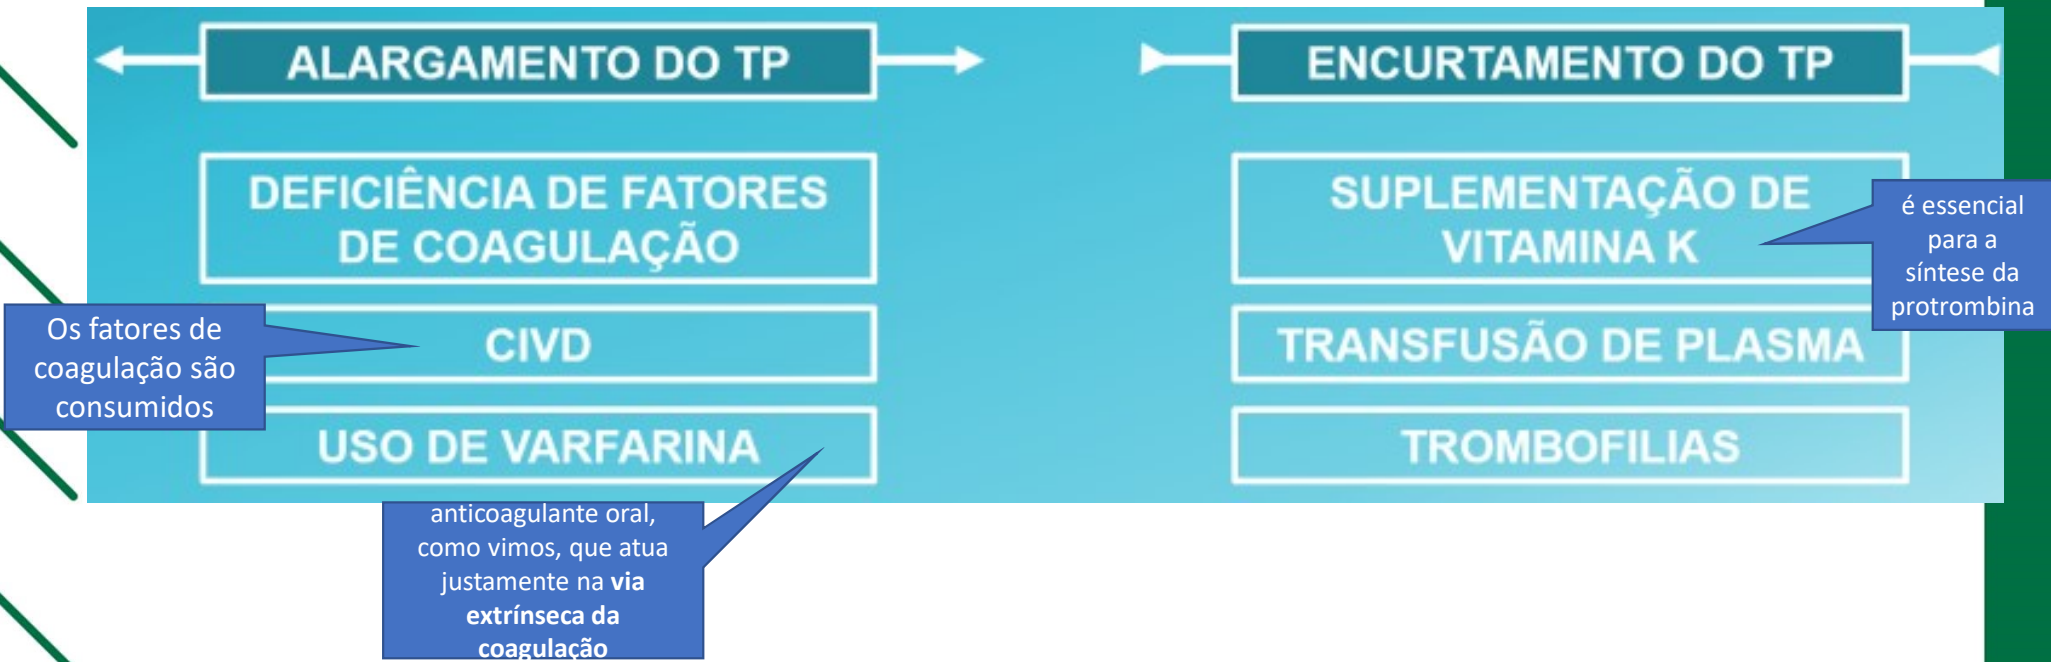 ALARGAMENTO DO TP
DEFICIÊNCIA DE FATORES
DE COAGULAÇÃO
CIVD
Os fatores de
coagulação são
consumidos
USO DE VARFARINA
anticoagulante oral,
como vimos, que atua
justamente na via
extrínseca da
coagulação
ENCURTAMENTO DO TP
SUPLEMENTAÇÃO DE
VITAMINA K
é essencial
para a
síntese da
protrombina
TRANSFUSÃO DE PLASMA
TROMBOFILIAS